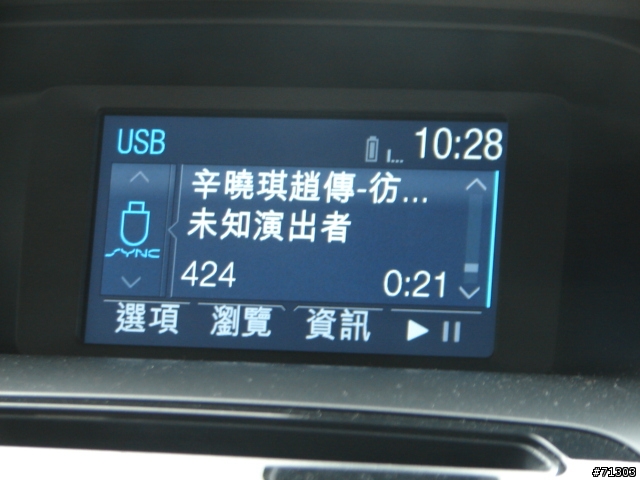 USB
10:28
辛曉琪趙傳-彷...
未知演出者
SYNC
424
0:21
選項 瀏覽 資訊
#71303